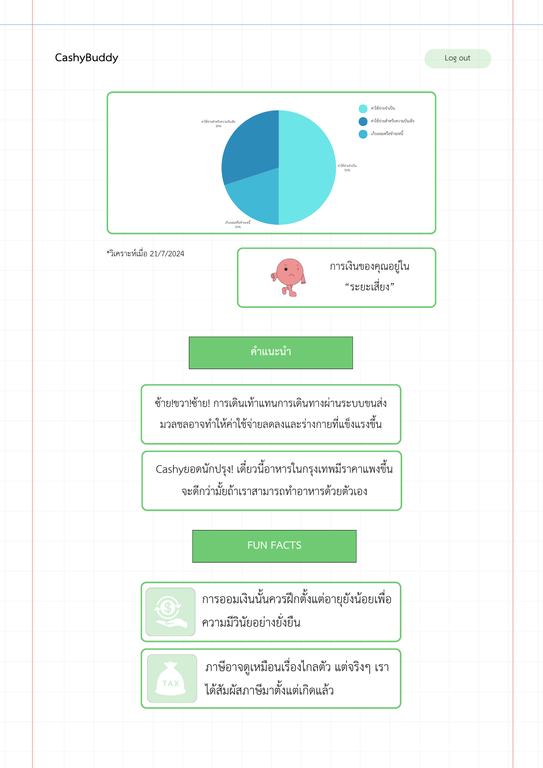 CashyBuddy
Log out
ค่าใช้จ่ายสำหรับความบันเทิง
30%
ค่าใช้จ่ายจำเป็น
ค่าใช้จ่ายสำหรับความบันเทิง
เก็บออมหรือชำระหนี้
ค่าใช้จ่ายจำเป็น
50%
เก็บออมหรือชำระหนี้
20%
*วิเคราะห์เมื่อ 21/7/2024
การเงินของคุณอยู่ใน
“ระยะเสี่ยง”
คำแนะนำ
ซ้าย!ขวา!ซ้าย! การเดินเท้าแทนการเดินทางผ่านระบบขนส่ง
มวลชลอาจทำให้ค่าใช้จ่ายลดลงและร่างกายที่แข็งแรงขึ้น
Cashyยอดนักปรุง! เดี๋ยวนี้อาหารในกรุงเทพมีราคาแพงขึ้น
จะดีกว่ามั้ยถ้าเราสามารถทำอาหารด้วยตัวเอง
FUN FACTS
การออมเงินนั้นควรฝึกตั้งแต่อายุยังน้อยเพื่อ
ความมีวินัยอย่างยั่งยืน
TAX
ภาษีอาจดูเหมือนเรื่องไกลตัว แต่จริงๆ เรา
ได้สัมผัสภาษีมาตั้งแต่เกิดแล้ว